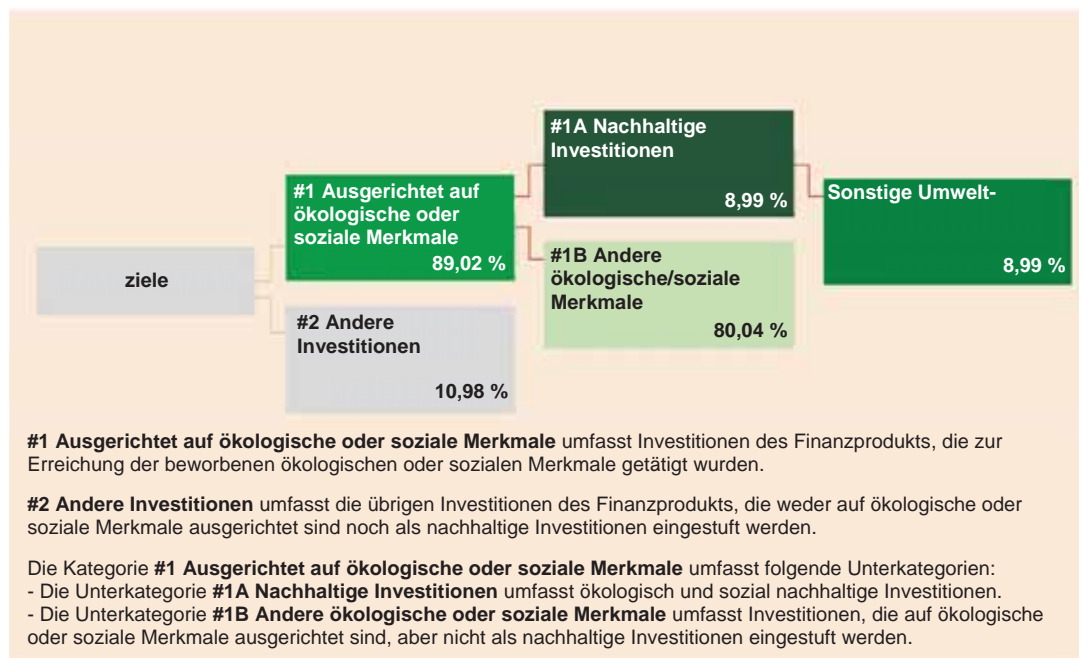 ziele
#1 Ausgerichtet auf
ökologische oder
soziale Merkmale
89,02 %
#2 Andere
Investitionen
10,98 %
#1A Nachhaltige
Investitionen
8,99 %
#1B Andere
ökologische/soziale
Merkmale
80,04 %
Sonstige Umwelt-
8,99 %
#1 Ausgerichtet auf ökologische oder soziale Merkmale umfasst Investitionen des Finanzprodukts, die zur
Erreichung der beworbenen ökologischen oder sozialen Merkmale getätigt wurden.
#2 Andere Investitionen umfasst die übrigen Investitionen des Finanzprodukts, die weder auf ökologische oder
soziale Merkmale ausgerichtet sind noch als nachhaltige Investitionen eingestuft werden.
Die Kategorie #1 Ausgerichtet auf ökologische oder soziale Merkmale umfasst folgende Unterkategorien:
- Die Unterkategorie #1A Nachhaltige Investitionen umfasst ökologisch und sozial nachhaltige Investitionen.
- Die Unterkategorie #1B Andere ökologische oder soziale Merkmale umfasst Investitionen, die auf ökologische
oder soziale Merkmale ausgerichtet sind, aber nicht als nachhaltige Investitionen eingestuft werden.